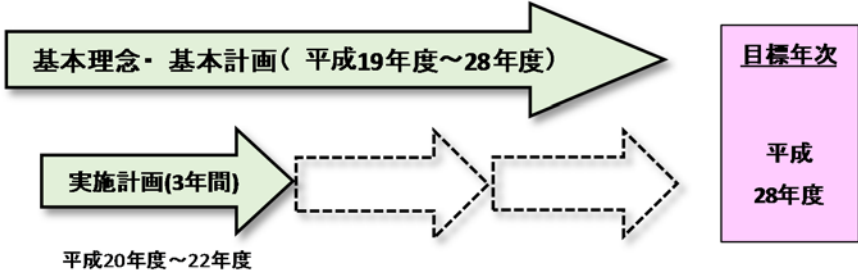 基本理念・ 基本計画( 平成19年度～28年度)
目標年次
平成
28年度
実施計画(3年間)
平成20年度～22年度